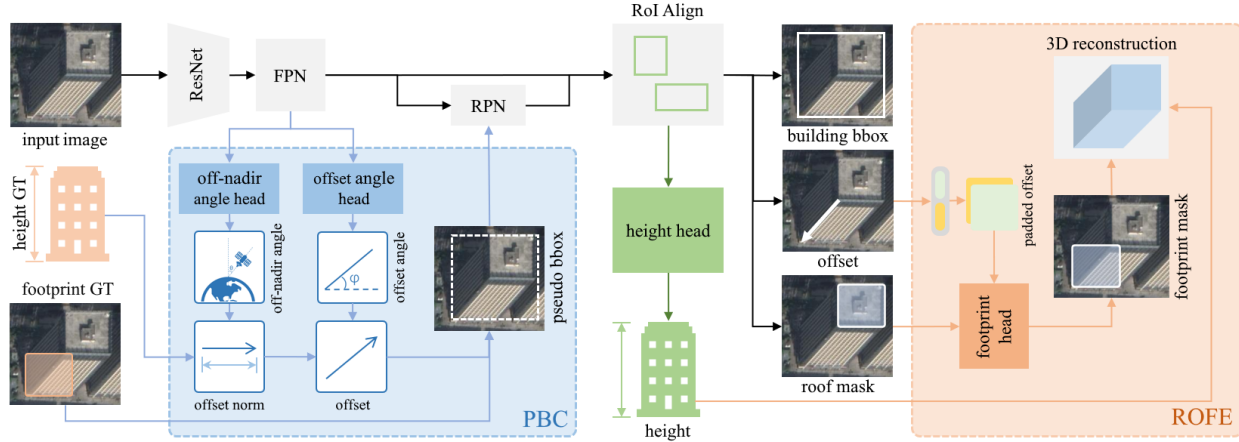 RoI Align
3D reconstruction
ResNet
FPN
RPN
input image
building bbox
height GT
off-nadir
angle head
offset angle
head
off-nadir angle
φ
offset angle
pseudo bbox
height head
offset
padded offset
footprint mask
footprint GT
footprint
head
offset norm
offset
roof mask
PBC
height
ROFE